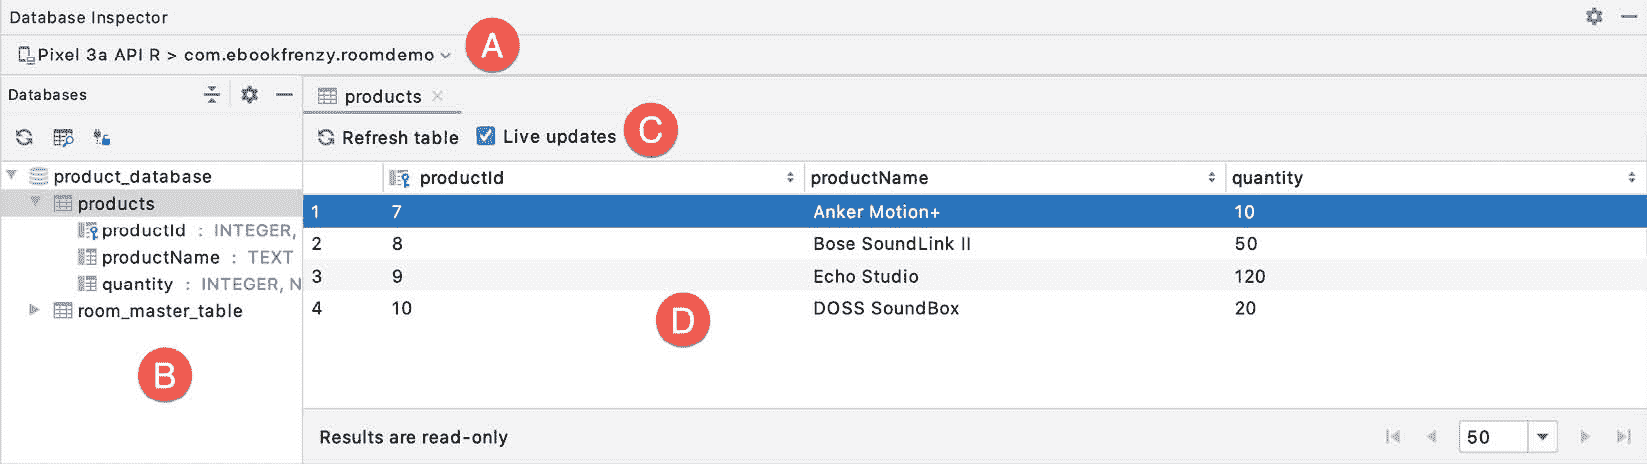 Database Inspector
Pixel 3a API R > com.ebookfrenzy.roomdemo
A
Databases
products
Refresh table
Live updates
C
product_database
products
productId : INTEGER,
productName : TEXT
quantity : INTEGER, N
room_master_table
B
productId productName quantity
1 7 Anker Motion+ 10
2 8 Bose SoundLink II 50
3 9 Echo Studio 120
4 10 DOSS SoundBox 20
D
Results are read-only
50